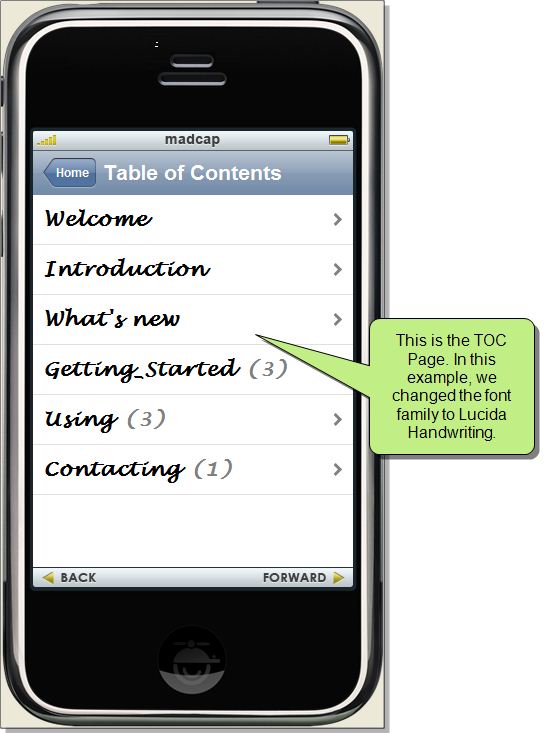 madcap
Home Table of Contents
Welcome
Introduction
What's new
Getting_Started (3)
Using (3)
Contacting (1)
BACK FORWARD
This is the TOC
Page. In this
example, we
changed the font
family to Lucida
Handwriting.